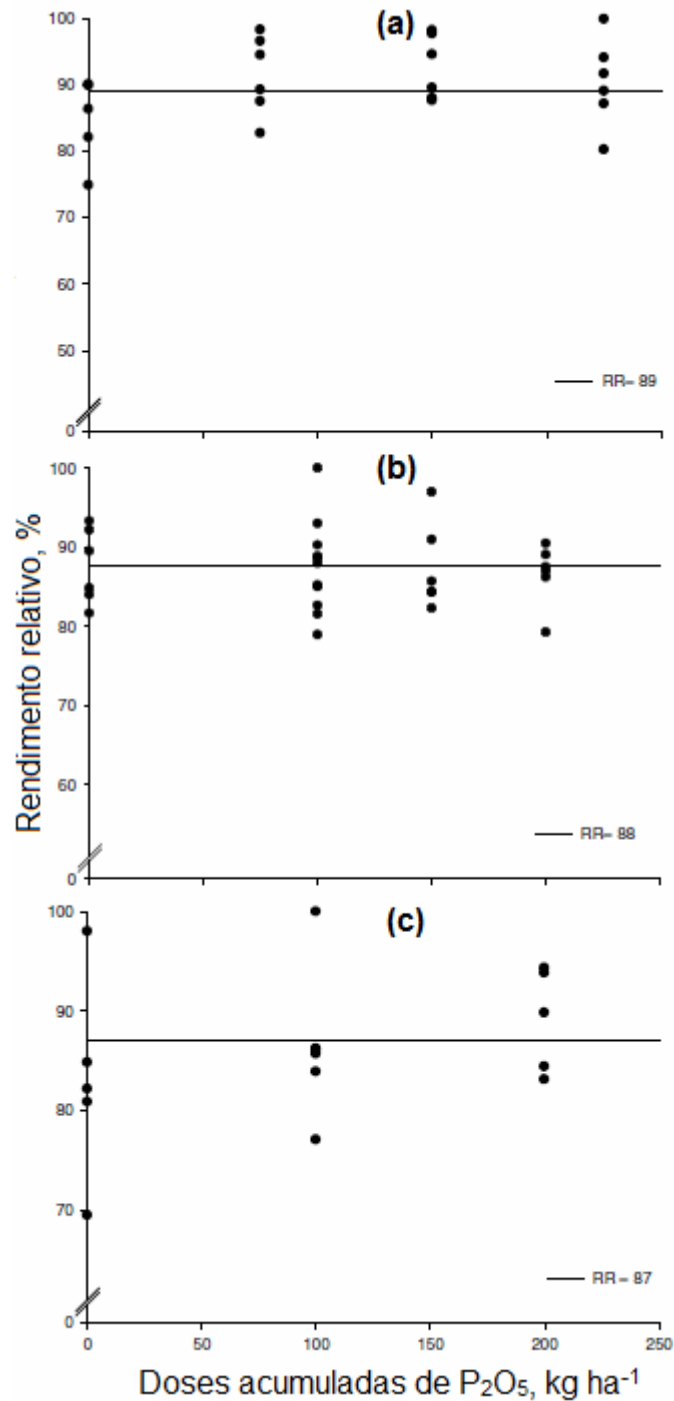 (a)
100
90
80
70
60
50
0
RR= 89
(b)
100
90
80
70
60
0
RR= 88
(c)
100
90
80
70
0
RR = 87
0 50 100 150 200 250
Rendimento relativo, %
Doses acumuladas de P₂O₅, kg ha⁻¹